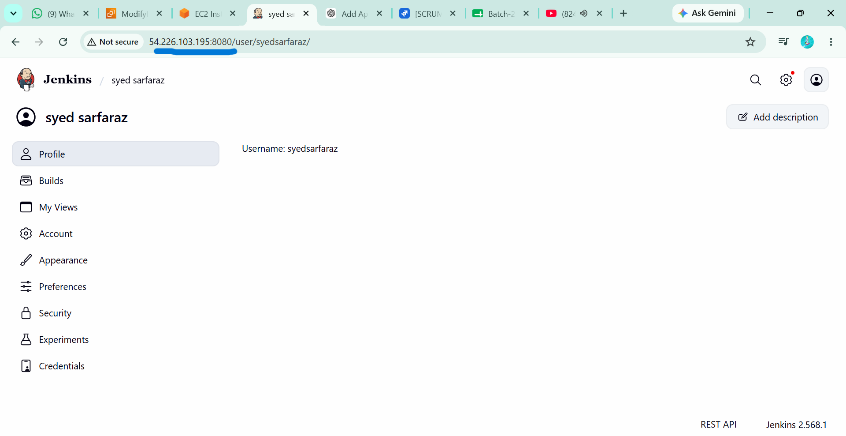 (9) Wha
Modify
EC2 Ins
syed sa
Add Ap
[SCRUM
Batch-2
(82
Ask Gemini
Not secure
54.226.103.195:8080/user/syedsarfaraz/
Jenkins / syed sarfaraz
syed sarfaraz
Add description
Profile
Username: syedsarfaraz
Builds
My Views
Account
Appearance
Preferences
Security
Experiments
Credentials
REST API
Jenkins 2.568.1